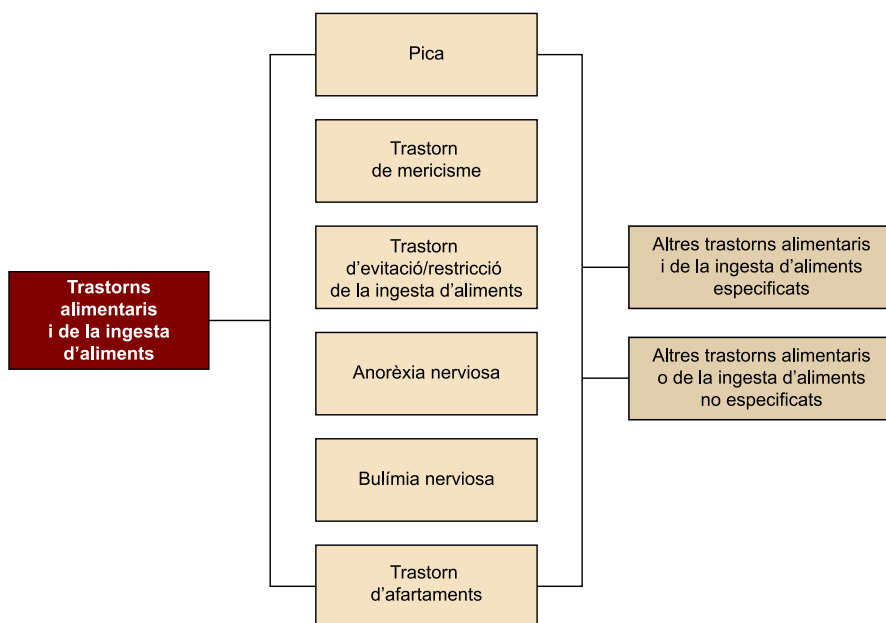 Trastorns
alimentaris
i de la ingesta
d’aliments
Pica
Trastorn
de mericisme
Trastorn
d’evitació/restricció
de la ingesta d’aliments
Anorèxia nerviosa
Bulímia nerviosa
Trastorn
d’afartaments
Altres trastorns alimentaris
i de la ingesta d’aliments
especificats
Altres trastorns alimentaris
o de la ingesta d’aliments
no especificats